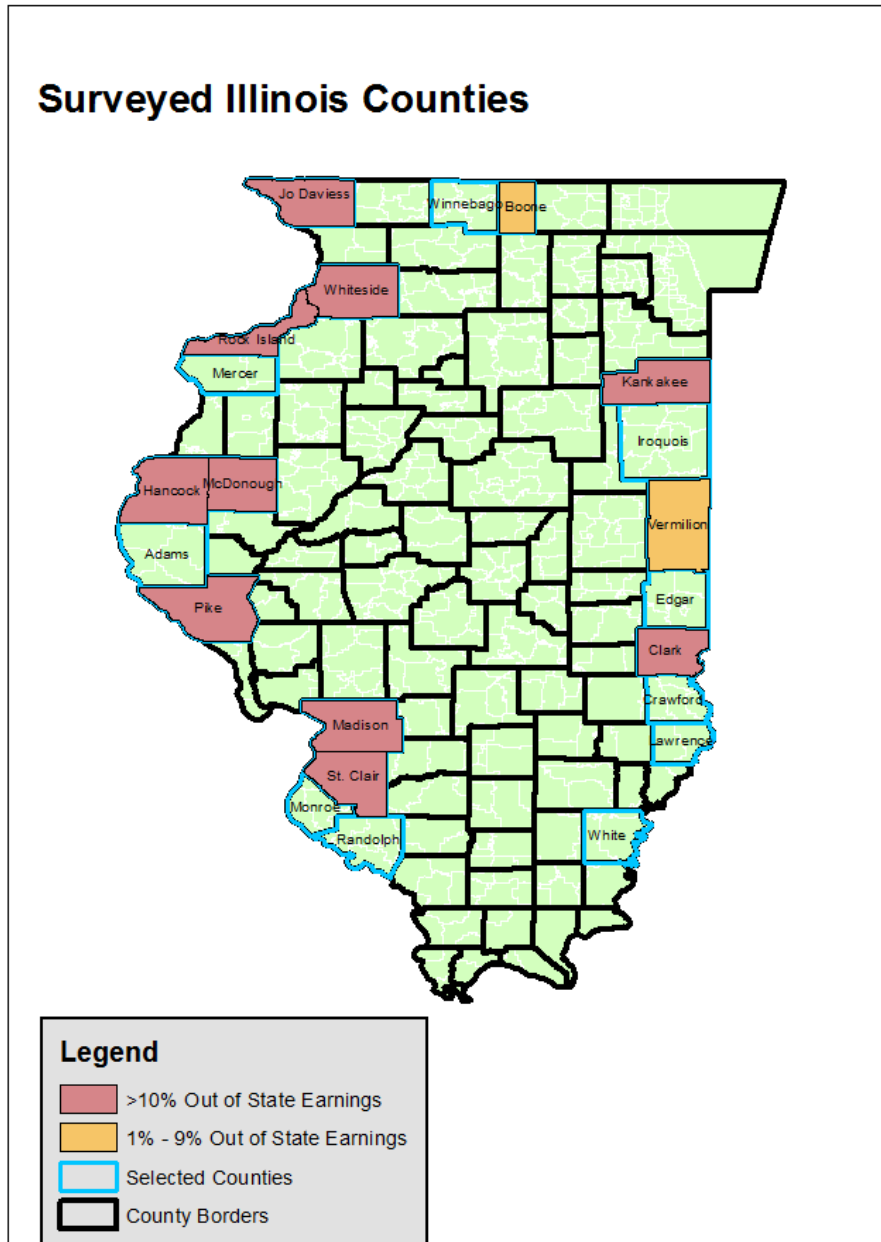 Surveyed Illinois Counties
Jo Daviess
Winnebago
Boone
Whiteside
Rock Island
Mercer
Kankakee
Iroquois
Hancock
McDonough
Vermilion
Adams
Edgar
Pike
Clark
Crawford
Madison
Lawrence
St. Clair
Monroe
White
Randolph
Legend
>10% Out of State Earnings
1% - 9% Out of State Earnings
Selected Counties
County Borders